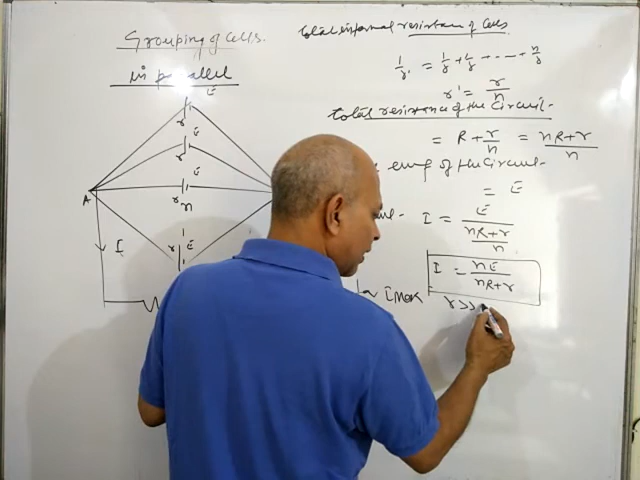 Grouping of Cells.
in parallel
E
r
E
r
E
r
n
r E
A
I
Total internal resistance of Cells
1/r' = 1/r + 1/r + ---- + n/r
r' = r/n
Total resistance of the Circuit-
= R + r/n = nR+r/n
emf of the Circuit-
= E
I = E/(nR+r/n)
I = nE/nR+r
I max
r>>